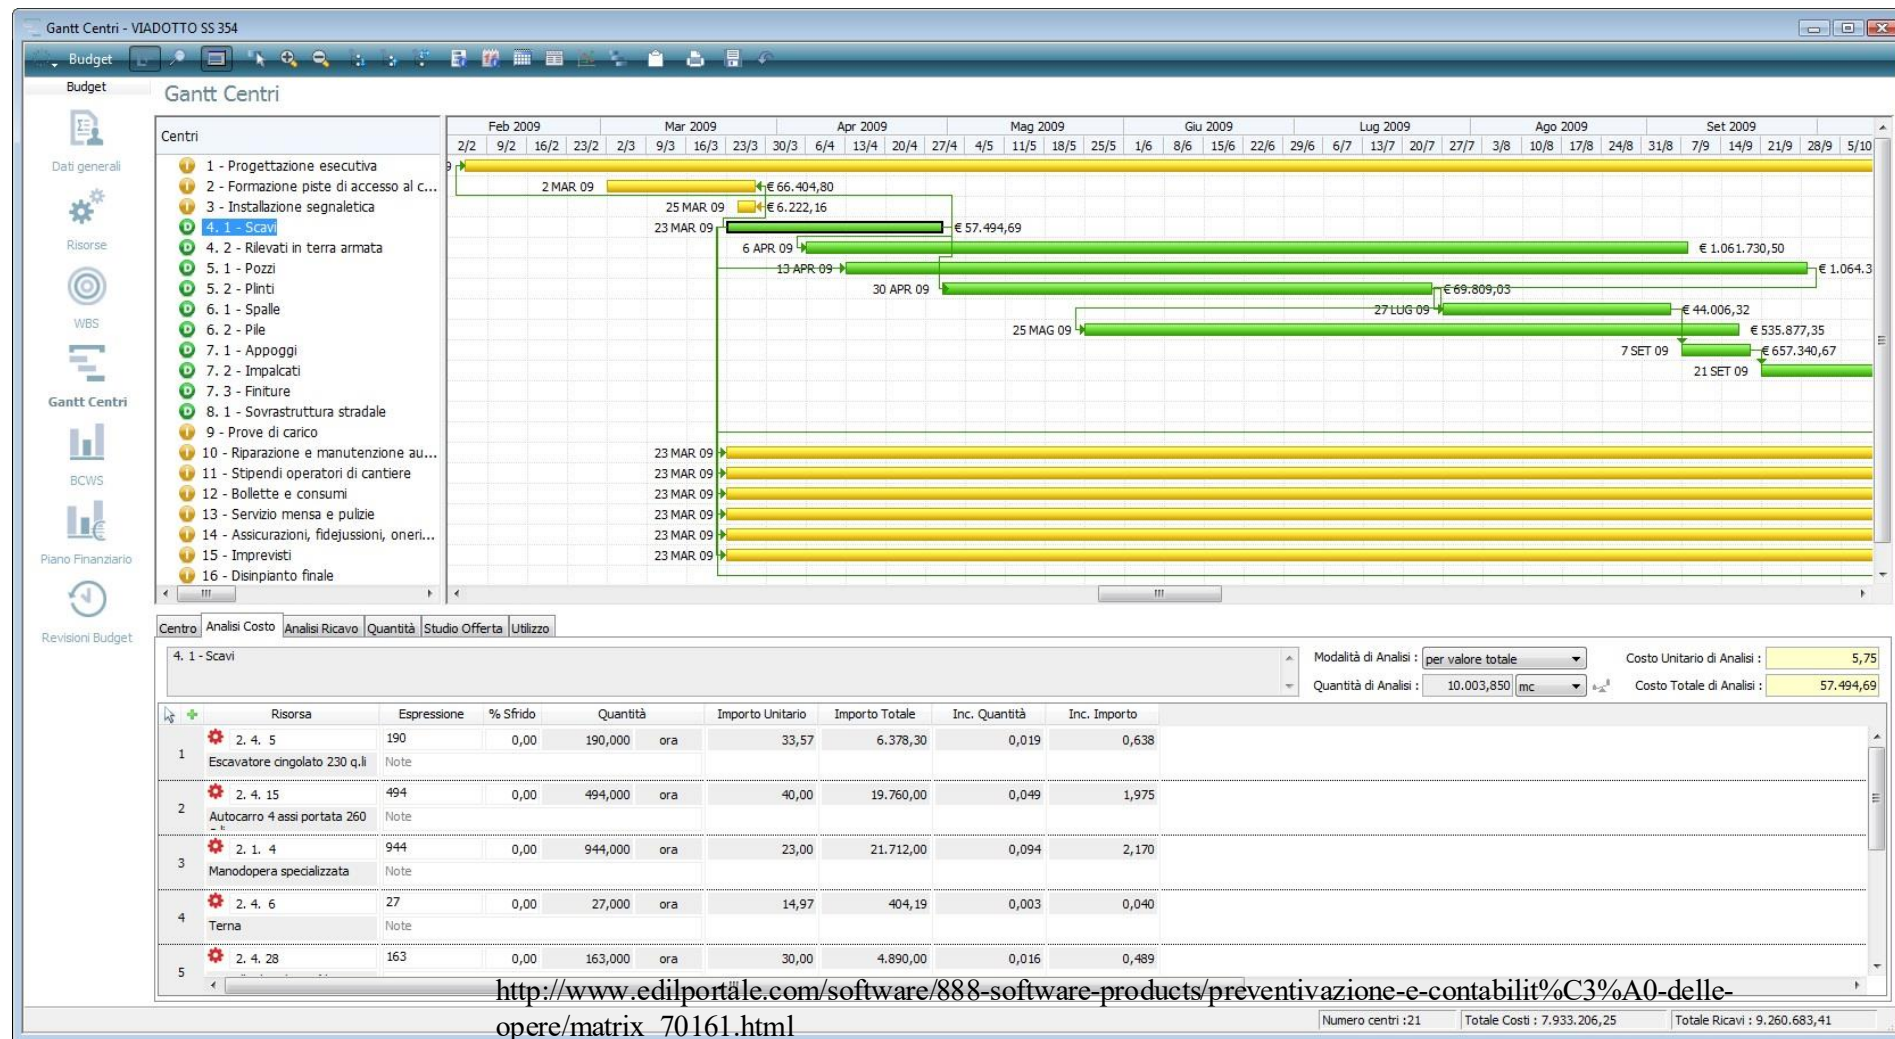 Gantt Centri - VIADOTTO SS 354
Budget
Budget
Dati generali
Risorse
WBS
Gantt Centri
BCWS
Piano Finanziario
Revisioni Budget
Gantt Centri
Centri
Feb 2009 Mar 2009 Apr 2009 Mag 2009 Giu 2009 Lug 2009 Ago 2009 Set 2009
2/2 9/2 16/2 23/2 2/3 9/3 16/3 23/3 30/3 6/4 13/4 20/4 27/4 4/5 11/5 18/5 25/5 1/6 8/6 15/6 22/6 29/6 6/7 13/7 20/7 27/7 3/8 10/8 17/8 24/8 31/8 7/9 14/9 21/9 28/9 5/10
1 - Progettazione esecutiva
2 - Formazione piste di accesso al c... 2 MAR 09 € 66.404,80
3 - Installazione segnaletica 25 MAR 09 € 6.222,16
4. 1 - Scavi 23 MAR 09 € 57.494,69
4. 2 - Rilevati in terra armata 6 APR 09 € 1.061.730,50
5. 1 - Pozzi 13 APR 09 € 1.064.3
5. 2 - Plinti 30 APR 09 € 69.809,03
6. 1 - Spalle 27 LUG 09 € 44.006,32
6. 2 - Pile 25 MAG 09 € 535.877,35
7. 1 - Appoggi 7 SET 09 € 657.340,67
7. 2 - Impalcati 21 SET 09
7. 3 - Finiture
8. 1 - Sovrastruttura stradale
9 - Prove di carico
10 - Riparazione e manutenzione au... 23 MAR 09
11 - Stipendi operatori di cantiere 23 MAR 09
12 - Bollette e consumi 23 MAR 09
13 - Servizio mensa e pulizie 23 MAR 09
14 - Assicurazioni, fidejussioni, oneri... 23 MAR 09
15 - Imprevisti 23 MAR 09
16 - Disinpianto finale
Centro Analisi Costo Analisi Ricavo Quantità Studio Offerta Utilizzo
4. 1 - Scavi
Modalità di Analisi : per valore totale Costo Unitario di Analisi : 5,75
Quantità di Analisi : 10.003,850 mc Costo Totale di Analisi : 57.494,69
Risorsa Espressione % Sfrido Quantità Importo Unitario Importo Totale Inc. Quantità Inc. Importo
1 2. 4. 5 190 0,00 190,000 ora 33,57 6.378,30 0,019 0,638
Escavatore cingolato 230 q.li Note
2 2. 4. 15 494 0,00 494,000 ora 40,00 19.760,00 0,049 1,975
Autocarro 4 assi portata 260 Note
3 2. 1. 4 944 0,00 944,000 ora 23,00 21.712,00 0,094 2,170
Manodopera specializzata Note
4 2. 4. 6 27 0,00 27,000 ora 14,97 404,19 0,003 0,040
Terna Note
5 2. 4. 28 163 0,00 163,000 ora 30,00 4.890,00 0,016 0,489
http://www.edilportale.com/software/888-software-products/preventivazione-e-contabilit%C3%A0-delle-
opere/matrix_70161.html
Numero centri :21 Totale Costi : 7.933.206,25 Totale Ricavi : 9.260.683,41